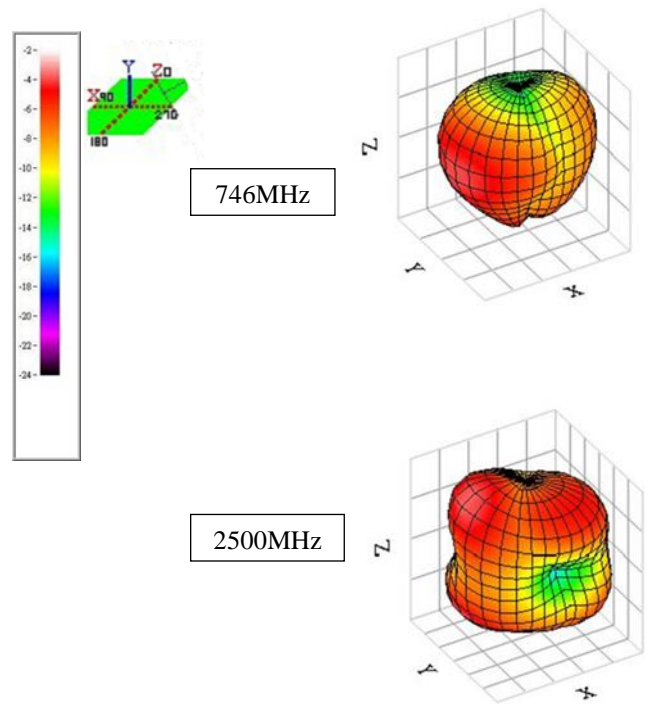 -2-
-4-
-6-
-8-
-10-
-12-
-14-
-16-
-18-
-20-
-22-
-24-
Y
Z0
X90
270
180
746MHz
Z
Y
X
2500MHz
Z
Y
X